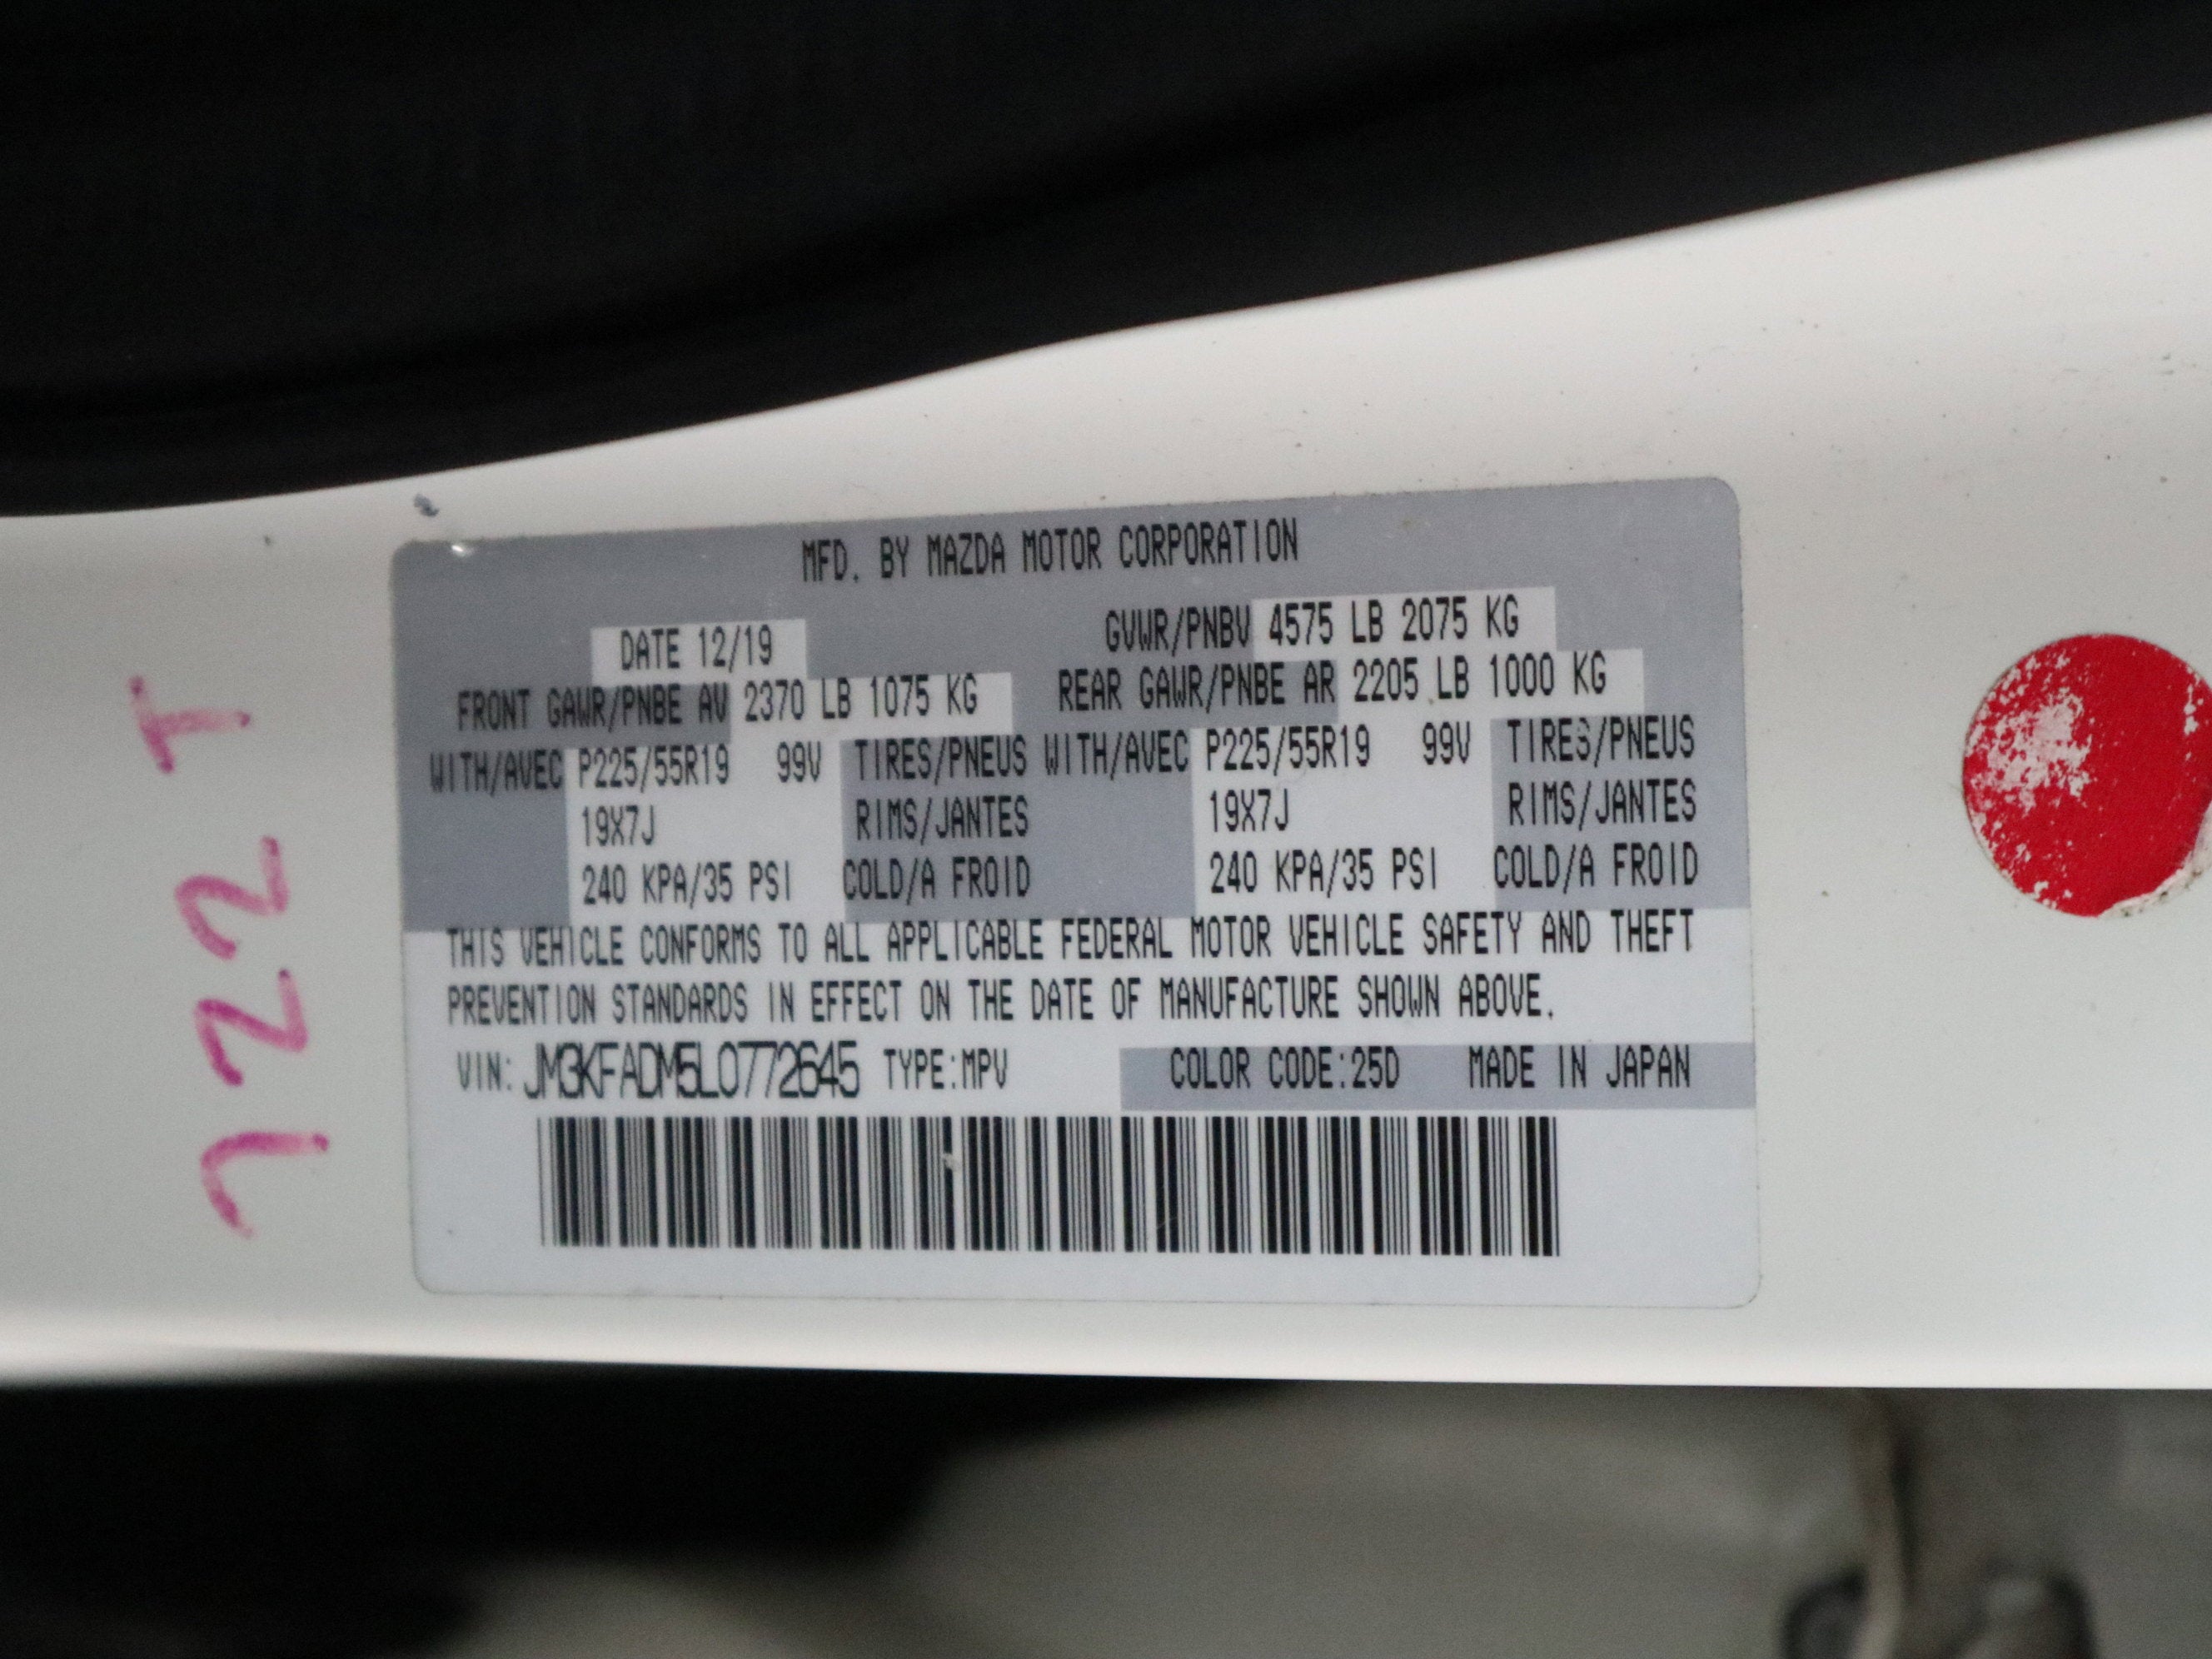 MFD. BY MAZDA MOTOR CORPORATION
DATE 12/19 GVWR/PNBV 4575 LB 2075 KG
FRONT GAWR/PNBE AV 2370 LB 1075 KG REAR GAWR/PNBE AR 2205 LB 1000 KG
WITH/AVEC P225/55R19 99V TIRES/PNEUS WITH/AVEC P225/55R19 99V TIRES/PNEUS
19X7J RIMS/JANTES 19X7J RIMS/JANTES
240 KPA/35 PSI COLD/A FROID 240 KPA/35 PSI COLD/A FROID
THIS VEHICLE CONFORMS TO ALL APPLICABLE FEDERAL MOTOR VEHICLE SAFETY AND THEFT
PREVENTION STANDARDS IN EFFECT ON THE DATE OF MANUFACTURE SHOWN ABOVE.
VIN: JM3KFADM5L0772645 TYPE:MPV COLOR CODE:25D MADE IN JAPAN